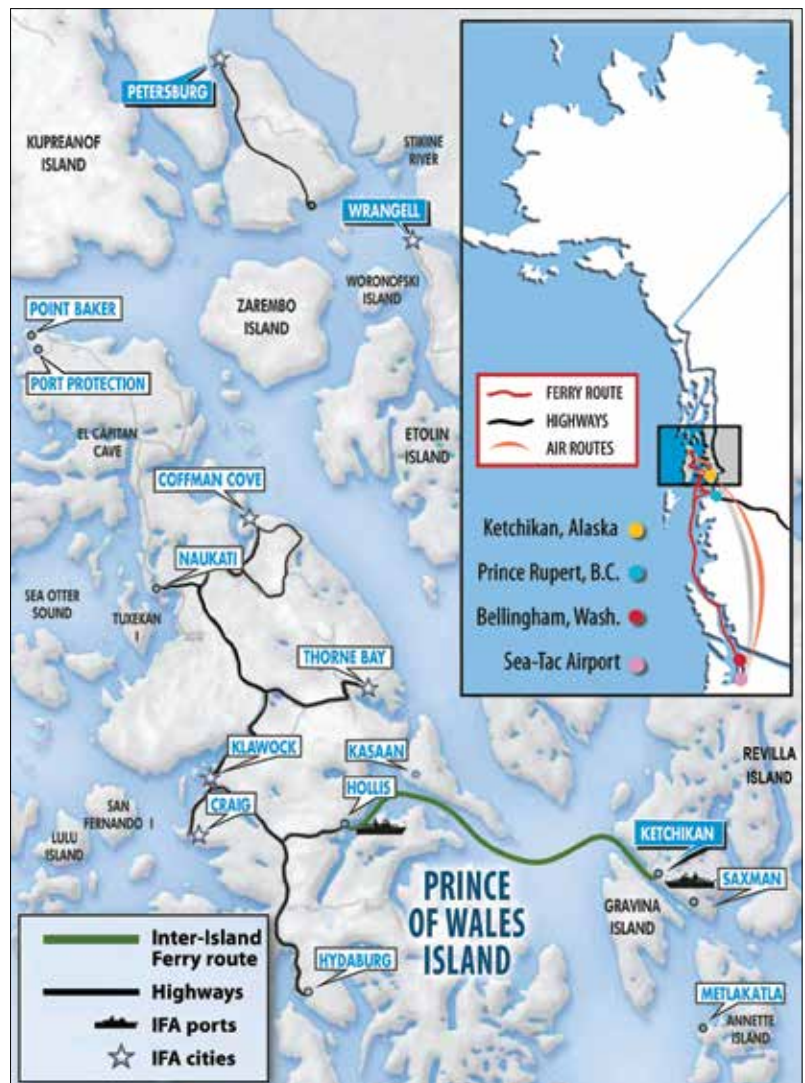 PETERSBURG
KUPREANOF
ISLAND
STIKINE
RIVER
WRANGELL
WORONOFSKI
ISLAND
ZAREMBO
ISLAND
POINT BAKER
PORT PROTECTION
EL CAPITAN
CAVE
ETOLIN
ISLAND
COFFMAN COVE
NAUKATI
SEA OTTER
SOUND
TUXEKAN
I
THORNE BAY
KLAWOCK
KASAAN
HOLLIS
CRAIG
SAN
FERNANDO I
LULU
ISLAND
PRINCE
OF WALES
ISLAND
HYDABURG
REVILLA
ISLAND
KETCHIKAN
SAXMAN
GRAVINA
ISLAND
METLAKATLA
ANNETTE
ISLAND
FERRY ROUTE
HIGHWAYS
AIR ROUTES
Ketchikan, Alaska
Prince Rupert, B.C.
Bellingham, Wash.
Sea-Tac Airport
Inter-Island
Ferry route
Highways
IFA ports
IFA cities